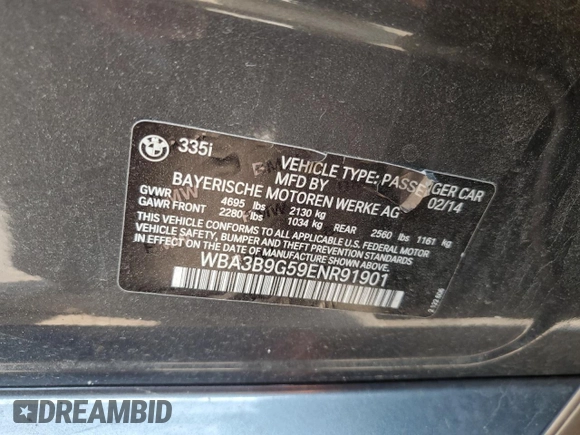 335i
VEHICLE TYPE: PASSENGER CAR
MFD BY 02/14
BAYERISCHE MOTOREN WERKE AG
GVWR 4695 lbs 2130 kg
GAWR FRONT 2280 lbs 1034 kg REAR 2560 lbs 1161 kg
THIS VEHICLE CONFORMS TO ALL APPLICABLE U.S. FEDERAL MOTOR
VEHICLE SAFETY, BUMPER AND THEFT PREVENTION STANDARDS
IN EFFECT ON THE DATE OF MANUFACTURE SHOWN ABOVE.
WBA3B9G59ENR91901
DREAMBID